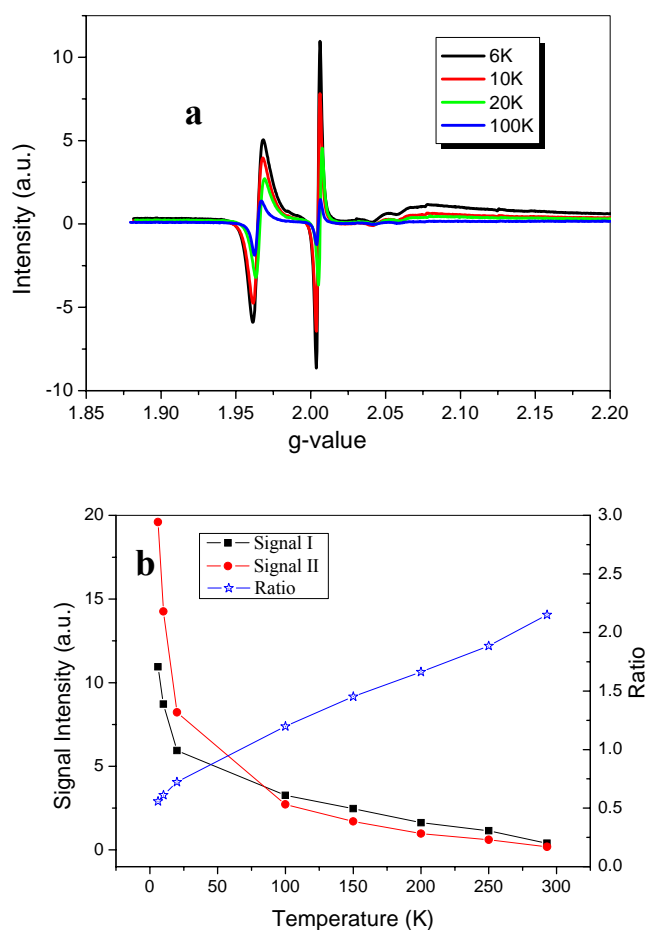 10
5
0
-5
-10
Intensity (a.u.)
a
6K
10K
20K
100K
1.85 1.90 1.95 2.00 2.05 2.10 2.15 2.20
g-value
20
15
10
5
0
Signal Intensity (a.u.)
b
Signal I
Signal II
Ratio
3.0
2.5
2.0
1.5
1.0
0.5
0.0
Ratio
0 50 100 150 200 250 300
Temperature (K)